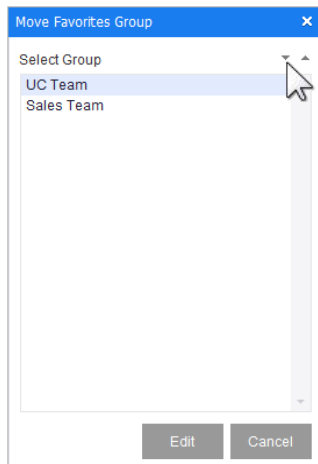 Move Favorites Group
Select Group
UC Team
Sales Team
Edit
Cancel